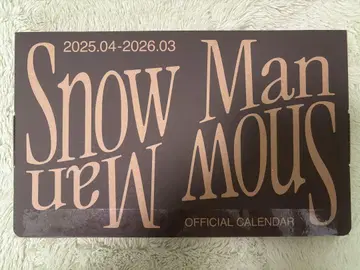 2025.04-2026.03
Snow Man
Snow Man
OFFICIAL CALENDAR